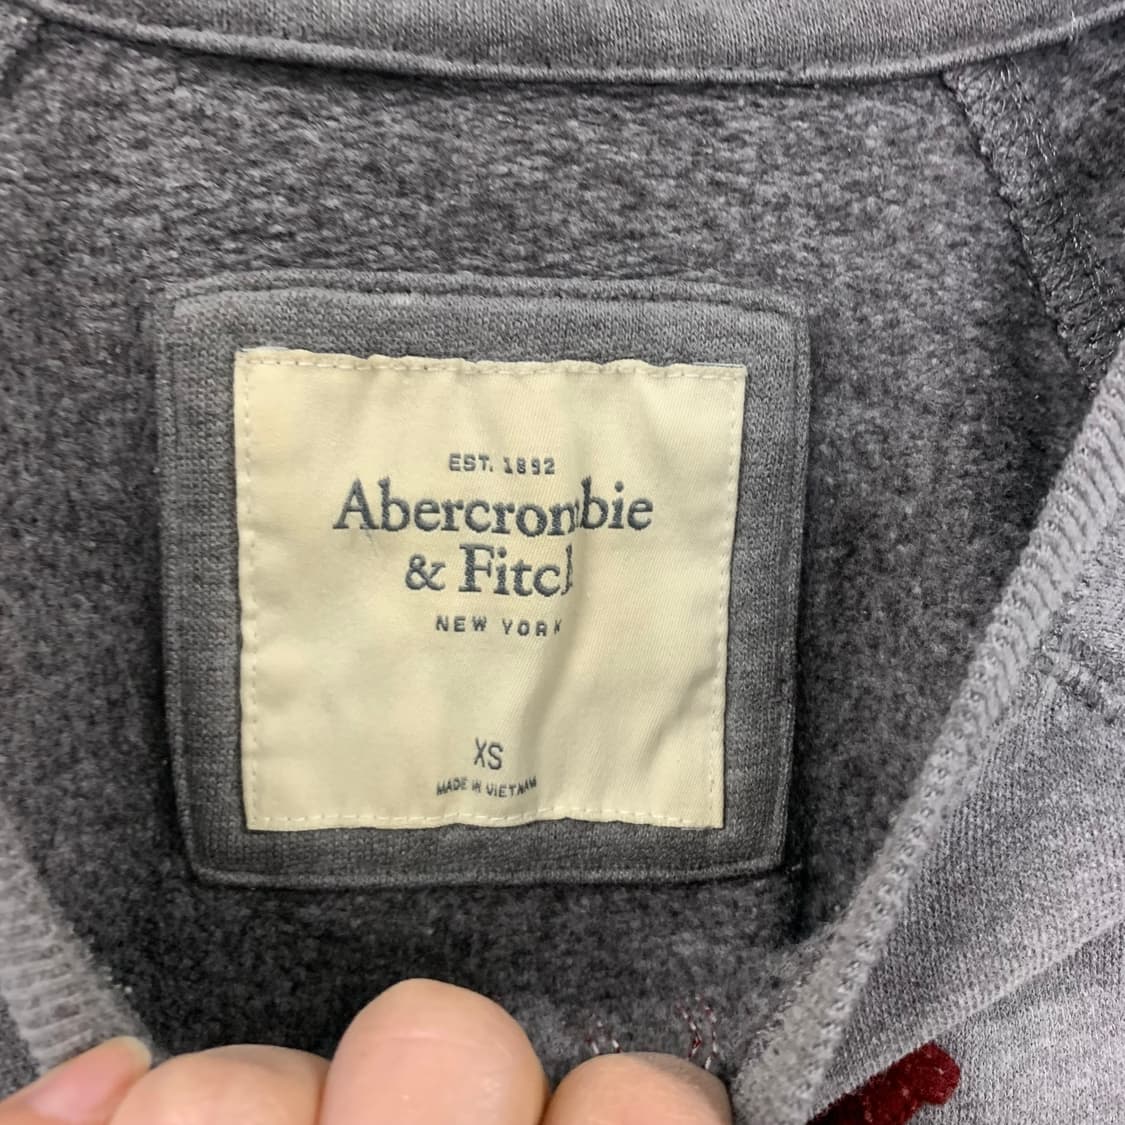 EST. 1892
Abercrombie
& Fitch
NEW YORK
XS
MADE IN VIETNAM